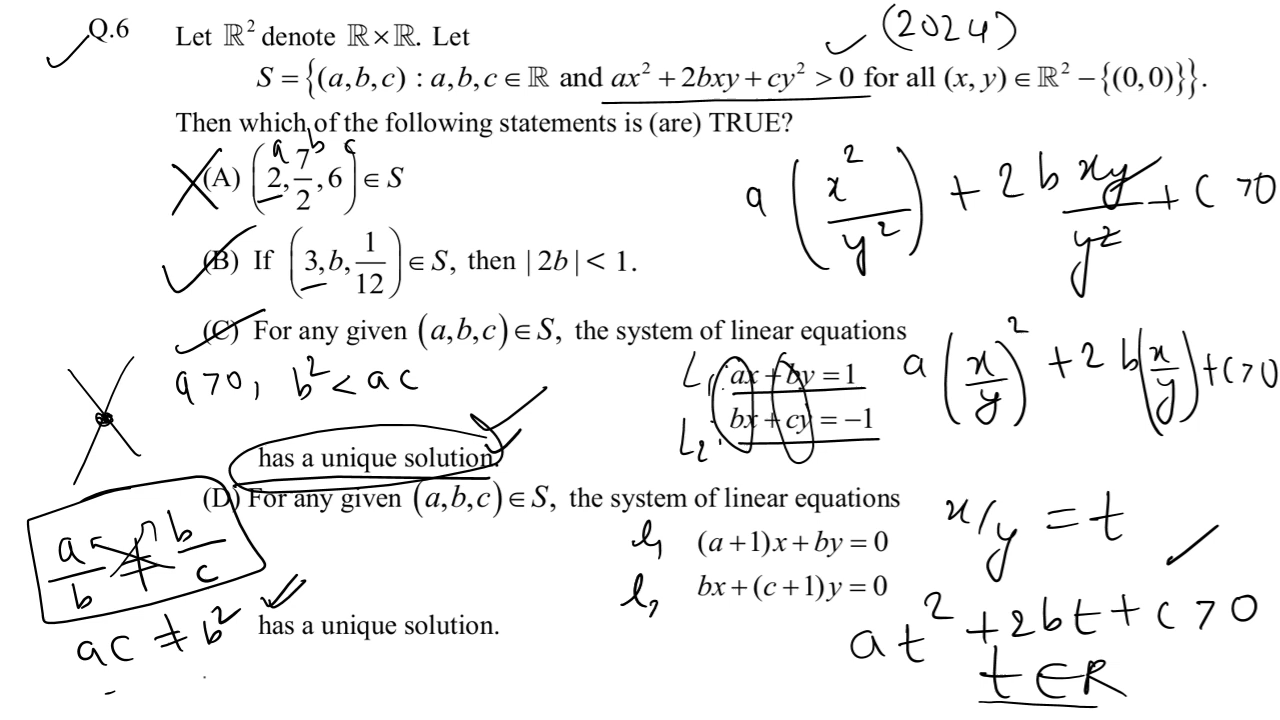 Q.6 Let ℝ² denote ℝ×ℝ. Let
(2024)
S = {(a,b,c) : a,b,c ∈ ℝ and ax² + 2bxy + cy² > 0 for all (x, y) ∈ ℝ² − {(0,0)}}.
Then which of the following statements is (are) TRUE?
a b c
(A) (2, 7/2, 6) ∈ S
a (x²/y²) + 2b xy/y² + c > 0
(B) If (3, b, 1/12) ∈ S, then | 2b | < 1.
(C) For any given (a,b,c) ∈ S, the system of linear equations
a > 0, b² < ac
L₁: ax + by = 1
a (x/y)² + 2b(x/y) + c > 0
L₂: bx + cy = −1
has a unique solution.
(D) For any given (a,b,c) ∈ S, the system of linear equations
x/y = t
l₁ (a+1)x + by = 0
a/b ≠ b/c
l₂ bx + (c+1)y = 0
at² + 2bt + c > 0
ac ≠ b²
has a unique solution.
t ∈ R